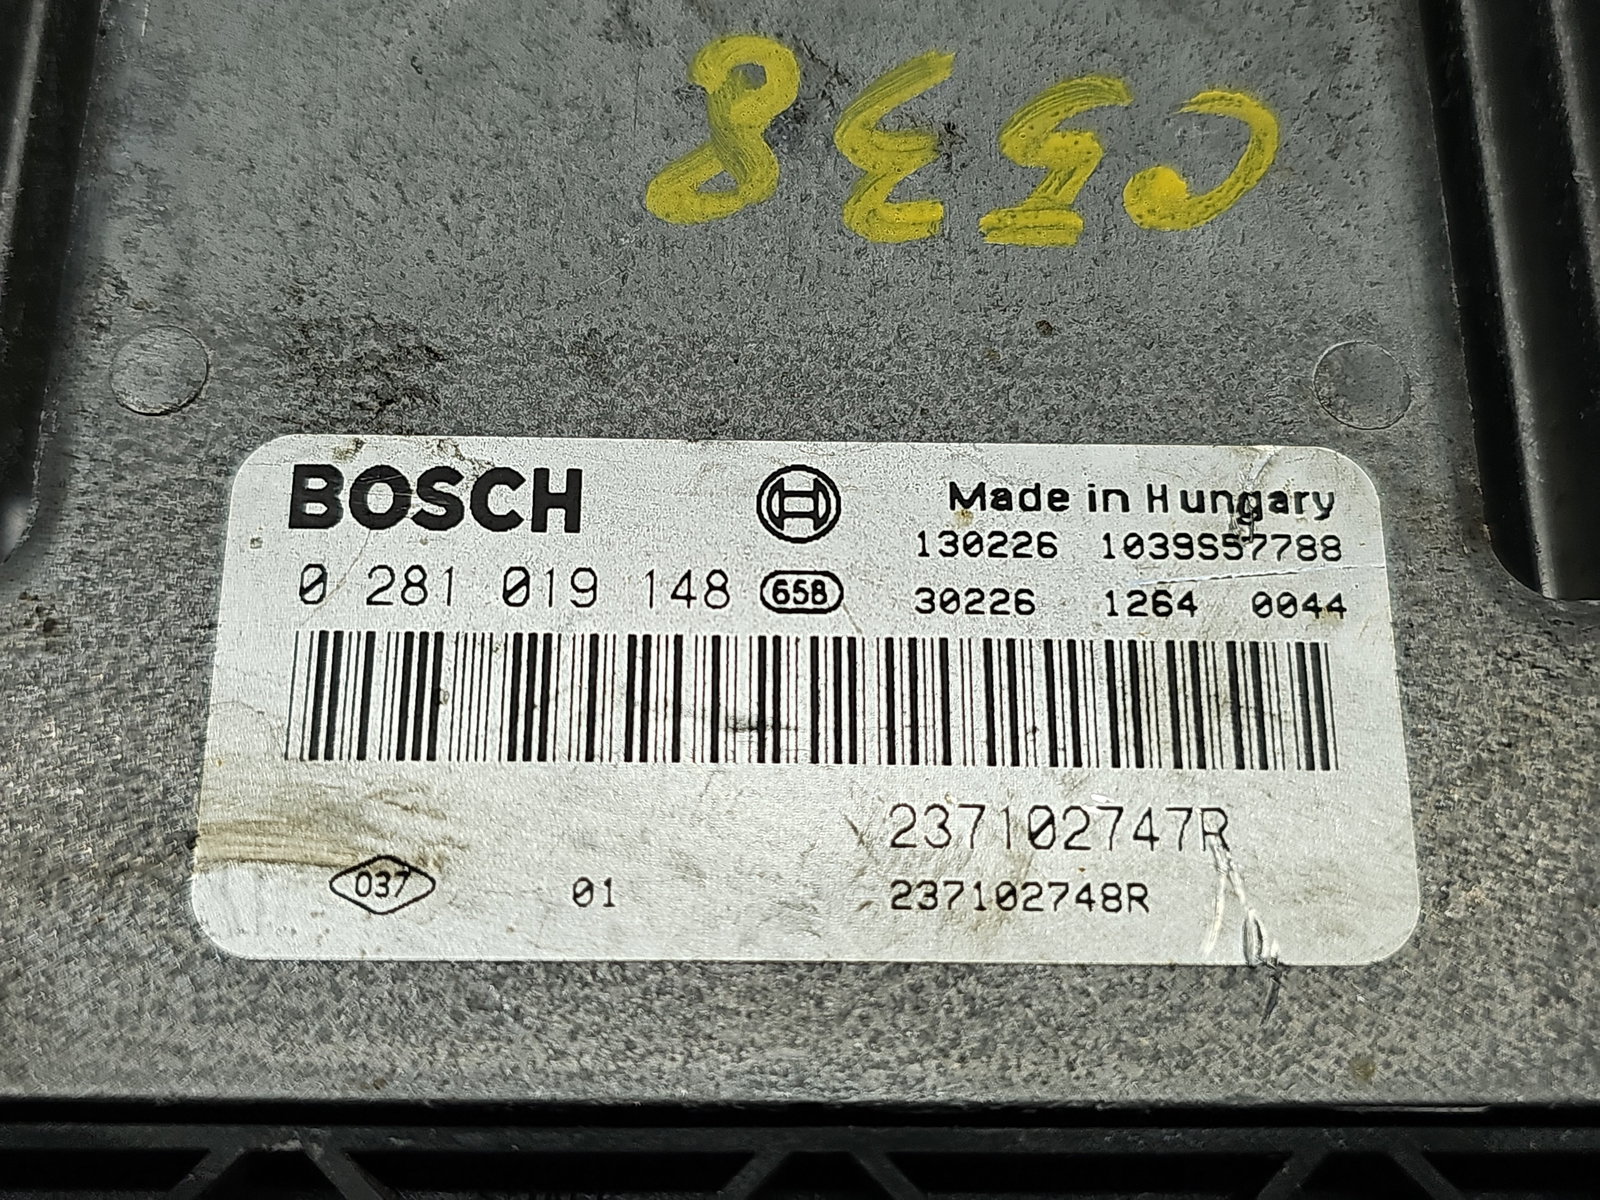 C538
BOSCH Made in Hungary
130226 1039S57788
0 281 019 148 658 30226 1264 0044
237102747R
037 01 237102748R